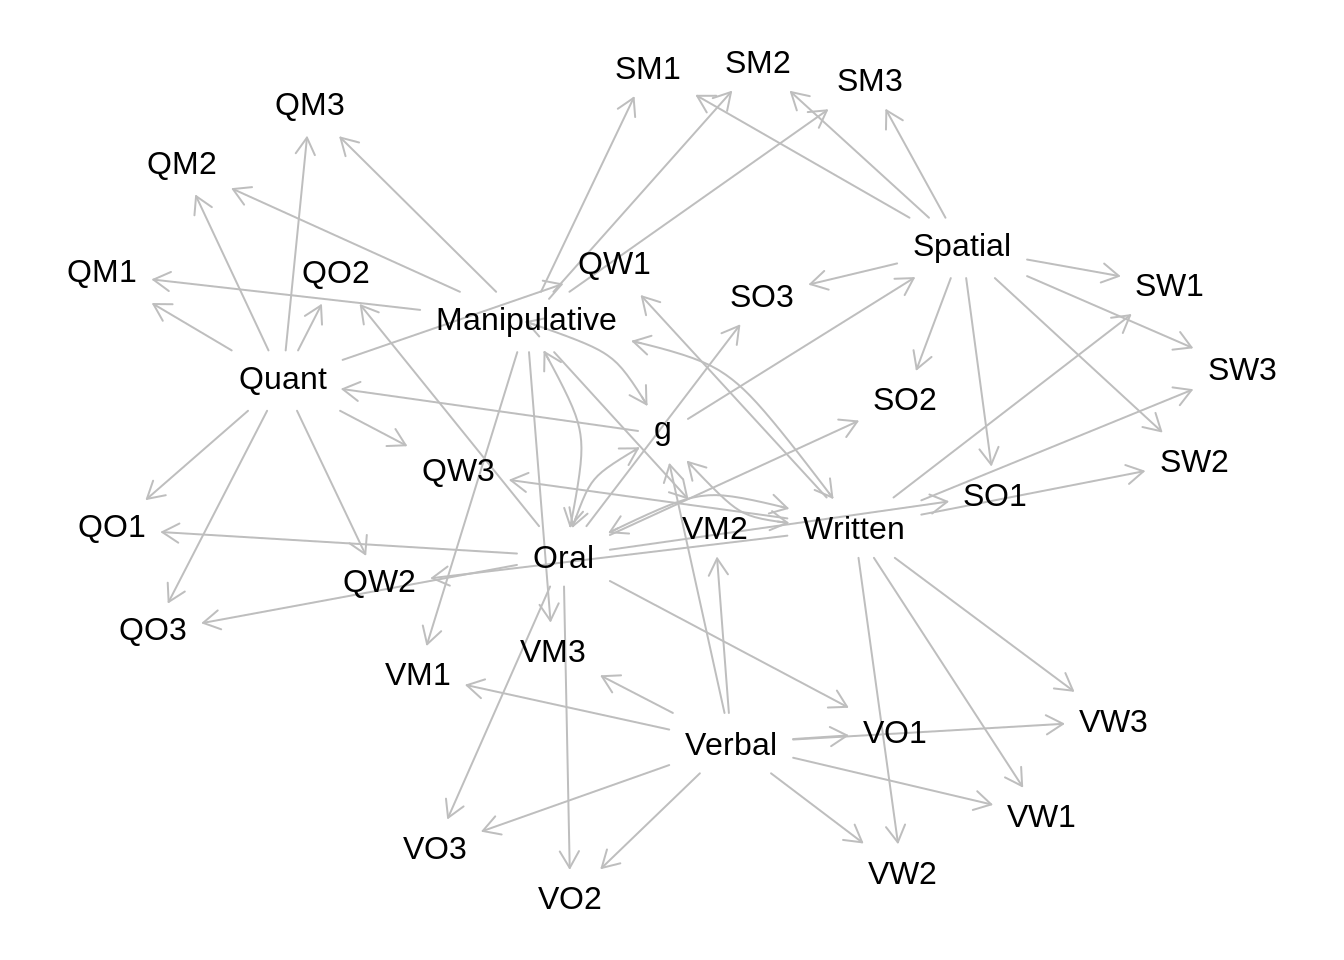 SM2
SM1
SM3
QM3
QM2
Spatial
QW1
QM1
QO2
SW1
SO3
Manipulative
SW3
Quant
SO2
g
SW2
QW3
SO1
QO1
VM2
Written
Oral
QW2
QO3
VM3
VM1
VW3
VO1
Verbal
VW1
VO3
VW2
VO2